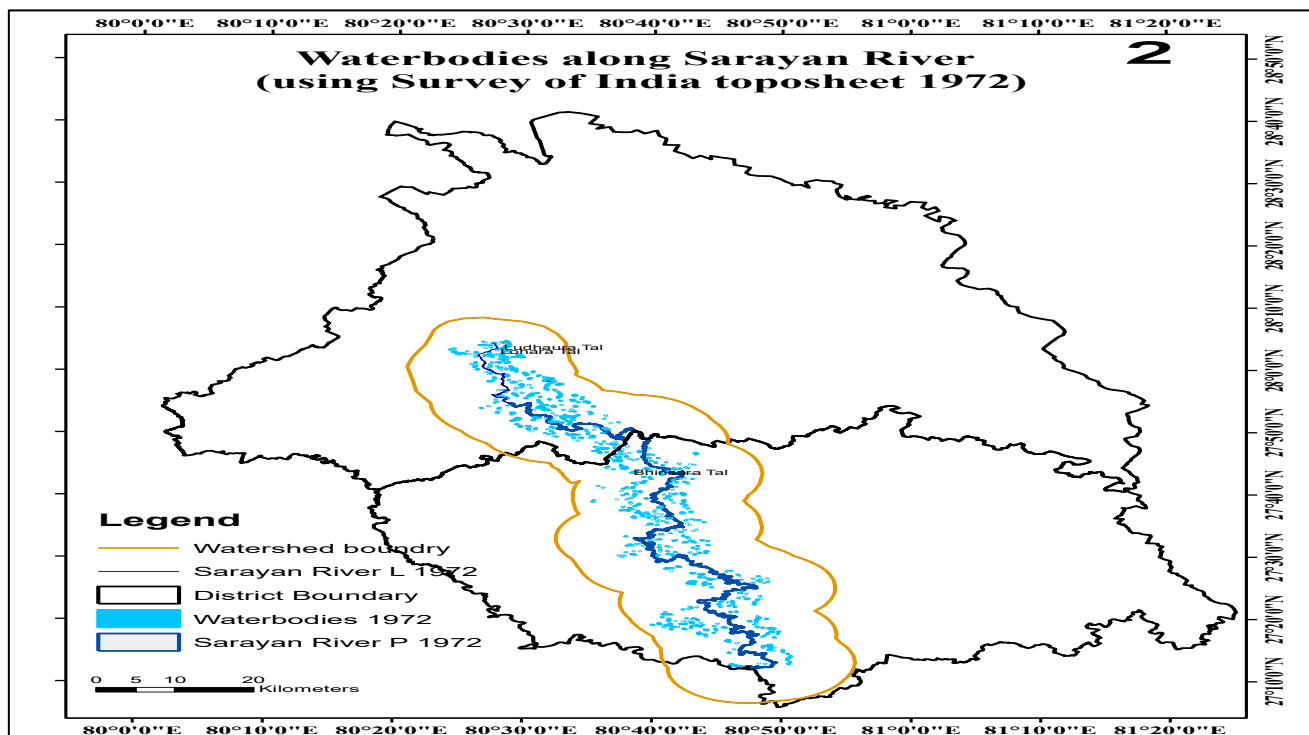 80°0'0"E 80°10'0"E 80°20'0"E 80°30'0"E 80°40'0"E 80°50'0"E 81°0'0"E 81°10'0"E 81°20'0"E
Waterbodies along Sarayan River
(using Survey of India toposheet 1972)
2
28°50'0"N
28°40'0"N
28°30'0"N
28°20'0"N
28°10'0"N
28°0'0"N
27°50'0"N
27°40'0"N
27°30'0"N
27°20'0"N
27°10'0"N
Ludhaura Tal
Lohara Tal
Tal
Legend
Watershed boundry
Sarayan River L 1972
District Boundary
Waterbodies 1972
Sarayan River P 1972
0 5 10 20
Kilometers
80°0'0"E 80°10'0"E 80°20'0"E 80°30'0"E 80°40'0"E 80°50'0"E 81°0'0"E 81°10'0"E 81°20'0"E